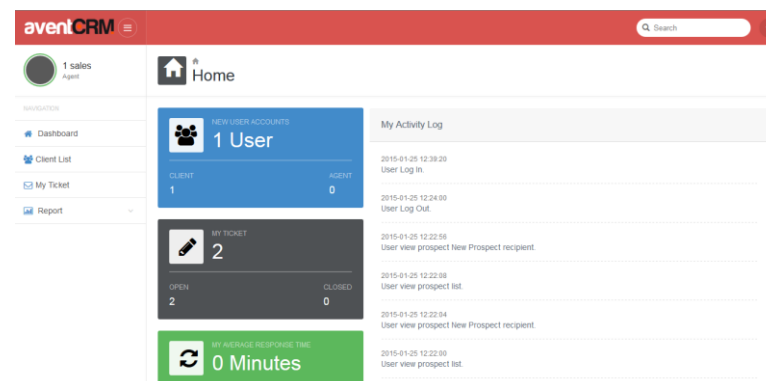 aventCRM
Search
1 sales
Agent
Home
NAVIGATION
Dashboard
Client List
My Ticket
Report
NEW USER ACCOUNTS
1 User
CLIENT AGENT
1 0
MY TICKET
2
OPEN CLOSED
2 0
MY AVERAGE RESPONSE TIME
0 Minutes
My Activity Log
2015-01-25 12:38:20
User Log In.
2015-01-25 12:24:00
User Log Out.
2015-01-25 12:22:56
User view prospect New Prospect recipient.
2015-01-25 12:22:08
User view prospect list.
2015-01-25 12:22:04
User view prospect New Prospect recipient.
2015-01-25 12:22:00
User view prospect list.